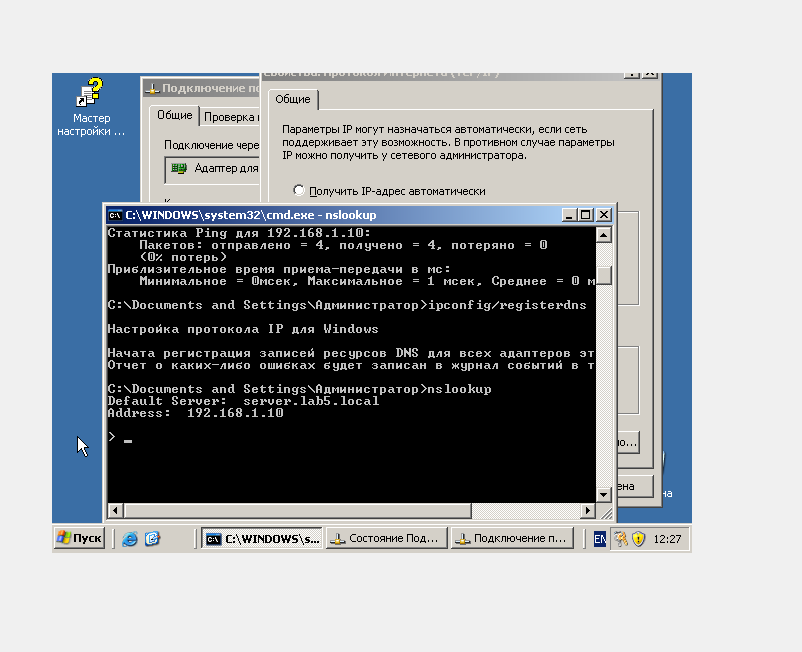 Мастер
настройки ...
Подключение по
Общие
Проверка
Подключение чере
Адаптер для
Свойства: Протокол Интернета (TCP/IP)
Общие
Параметры IP могут назначаться автоматически, если сеть
поддерживает эту возможность. В противном случае параметры
IP можно получить у сетевого администратора.
Получить IP-адрес автоматически
C:\WINDOWS\system32\cmd.exe - nslookup
Статистика Ping для 192.168.1.10:
Пакетов: отправлено = 4, получено = 4, потеряно = 0
(0% потерь)
Приблизительное время приема-передачи в мс:
Минимальное = 0мсек, Максимальное = 1 мсек, Среднее = 0 м
C:\Documents and Settings\Администратор>ipconfig/registerdns
Настройка протокола IP для Windows
Начата регистрация записей ресурсов DNS для всех адаптеров эт
Отчет о каких-либо ошибках будет записан в журнал событий в т
C:\Documents and Settings\Администратор>nslookup
Default Server: server.lab5.local
Address: 192.168.1.10
>
о...
ена
на
Пуск
C:\WINDOWS\s...
Состояние Под...
Подключение п...
EN
12:27